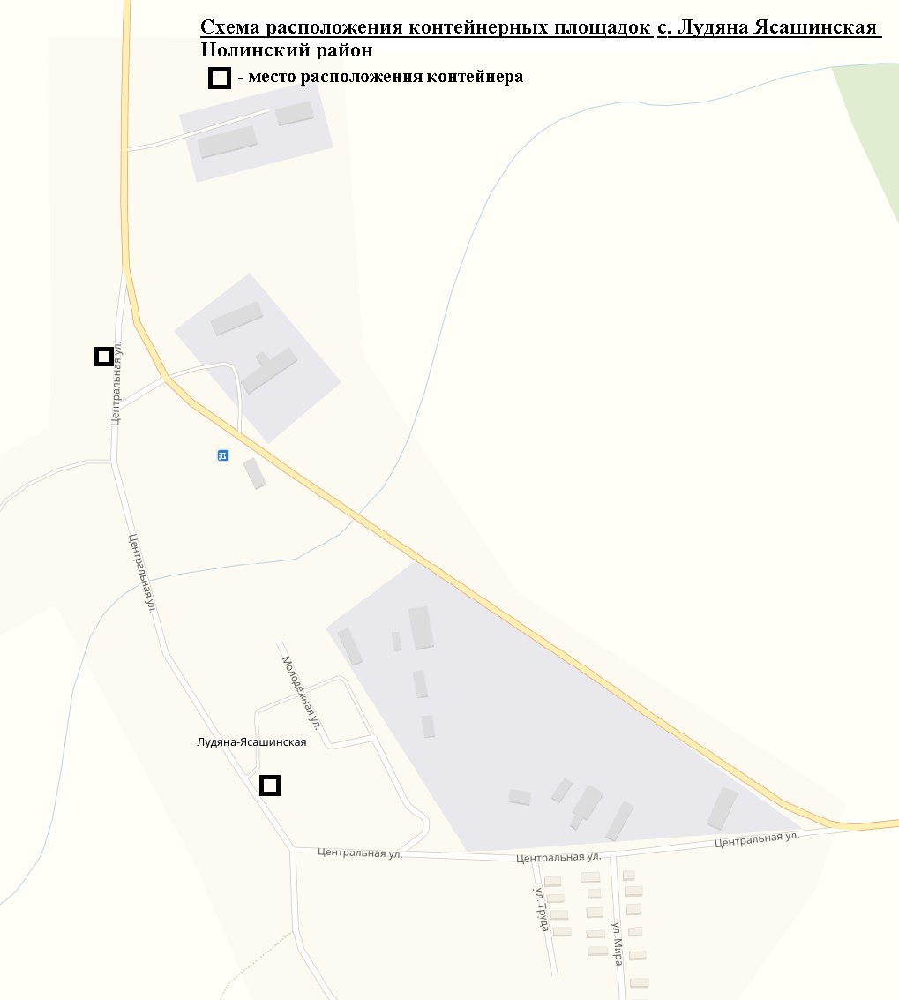 Схема расположения контейнерных площадок с. Лудяна Ясашинская
Нолинский район
- место расположения контейнера
Центральная ул.
Центральная ул.
Молодёжная ул.
Лудяна-Ясашинская
Центральная ул.
Центральная ул.
Центральная ул.
ул. Труда
ул. Мира